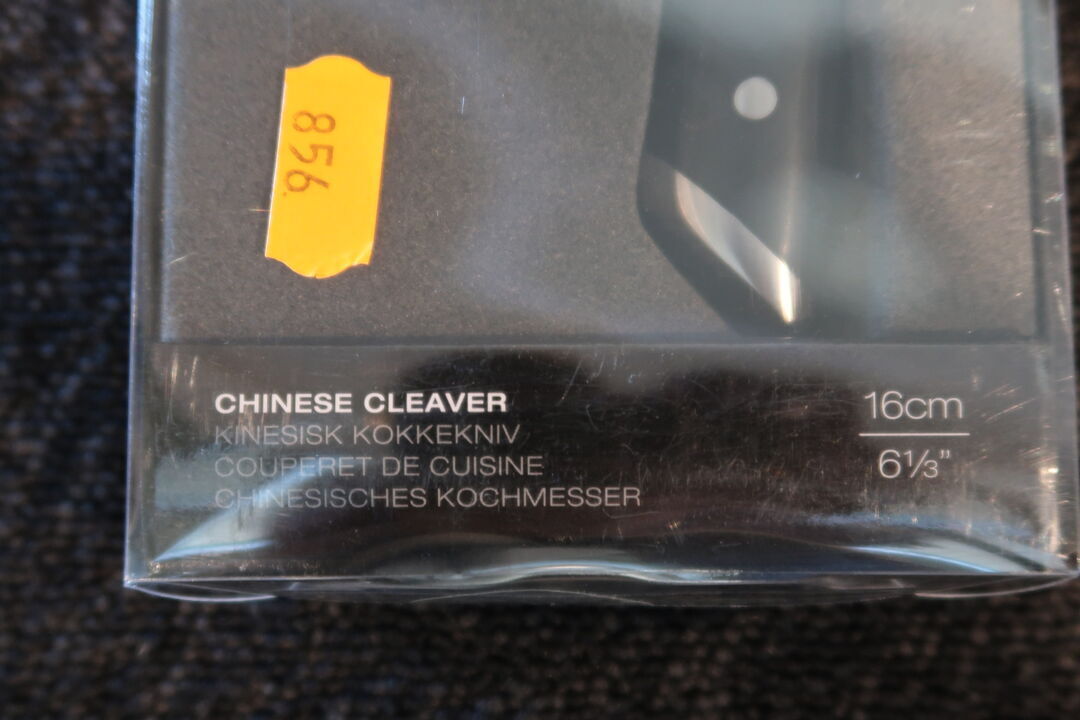 856.
CHINESE CLEAVER
KINESISK KOKKEKNIV
COUPERET DE CUISINE
CHINESISCHES KOCHMESSER
16cm
6⅓”